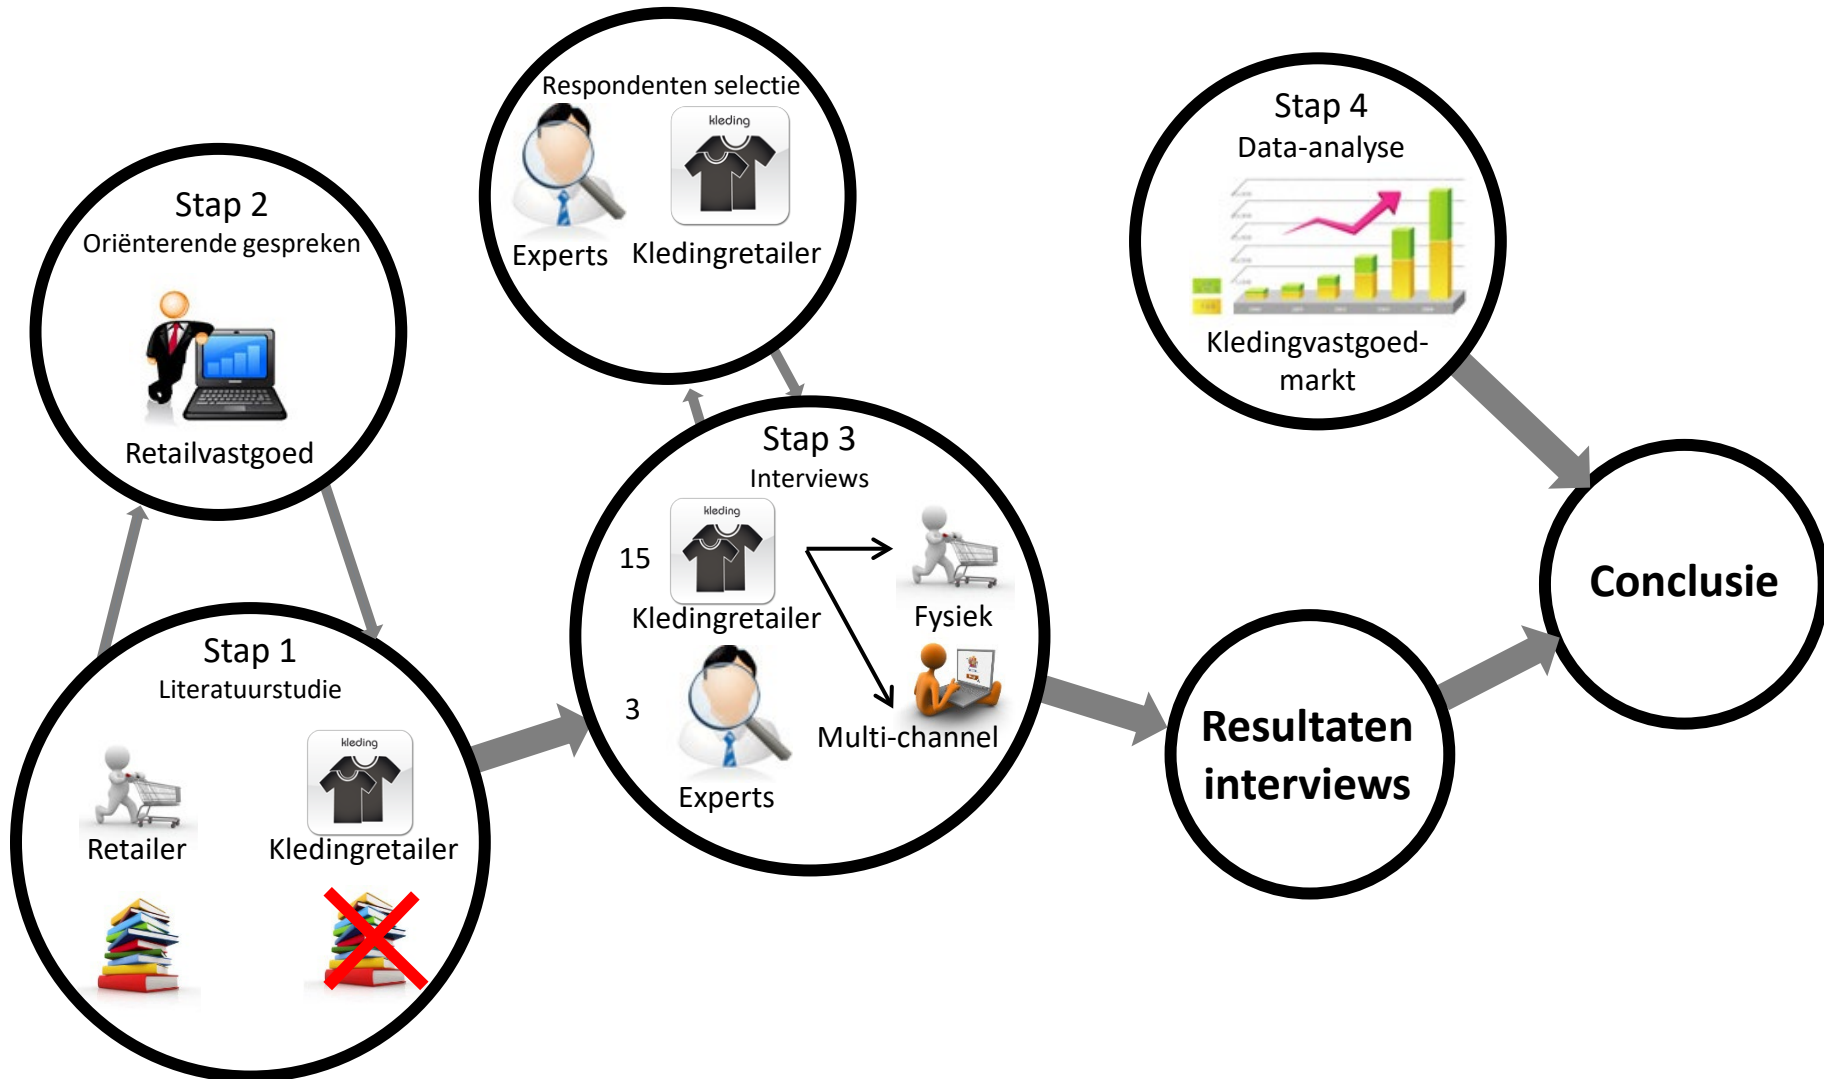 Respondenten selectie
kleding
Experts
Kledingretailer
Stap 4
Data-analyse
Kledingvastgoed-
markt
Stap 2
Oriënterende gespreken
Retailvastgoed
Stap 3
Interviews
kleding
15
Kledingretailer
Fysiek
3
Multi-channel
Experts
Stap 1
Literatuurstudie
kleding
Retailer
Kledingretailer
Resultaten
interviews
Conclusie